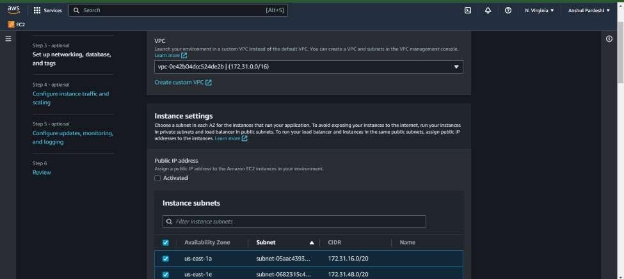 aws
Services
Search
[Alt+S]
N. Virginia
Anshul Pardeshi
EC2
Step 3 - optional
Set up networking, database, and tags
Step 4 - optional
Configure instance traffic and scaling
Step 5 - optional
Configure updates, monitoring, and logging
Step 6
Review
VPC
Launch your environment in a custom VPC instead of the default VPC. You can create a VPC and subnets in the VPC management console.
Learn more
vpc-0e42b04dcc524de2b | (172.31.0.0/16)
Create custom VPC
Instance settings
Choose a subnet in each AZ for the instances that run your application. To avoid exposing your instances to the internet, run your instances
in private subnets and load balancer in public subnets. To run your load balancer and instances in the same public subnets, assign public IP
addresses to the instances. Learn more
Public IP address
Assign a public IP address to the Amazon EC2 instances in your environment.
Activated
Instance subnets
Filter instance subnets
Availability Zone Subnet CIDR Name
us-east-1a subnet-05aac4393... 172.31.16.0/20
us-east-1e subnet-0682315c4... 172.31.48.0/20